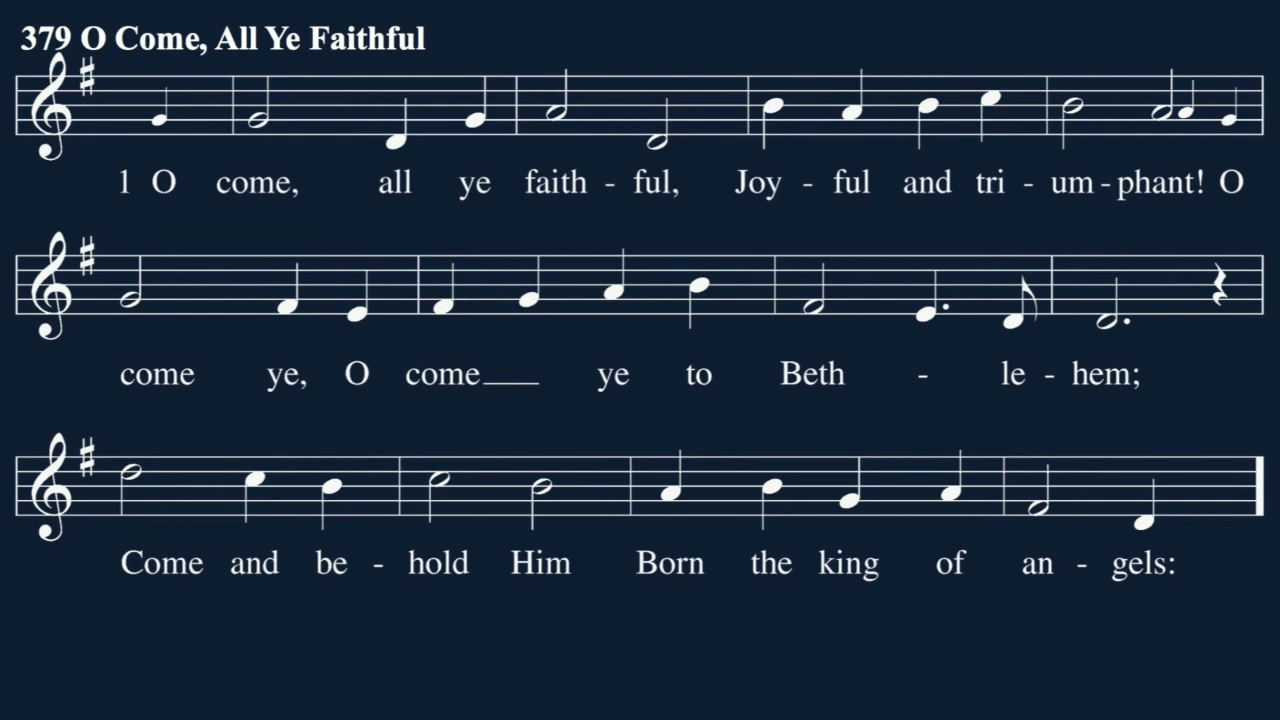 379 O Come, All Ye Faithful
1 O come, all ye faith - ful, Joy - ful and tri - um - phant! O
come ye, O come___ ye to Beth - le - hem;
Come and be - hold Him Born the king of an - gels: